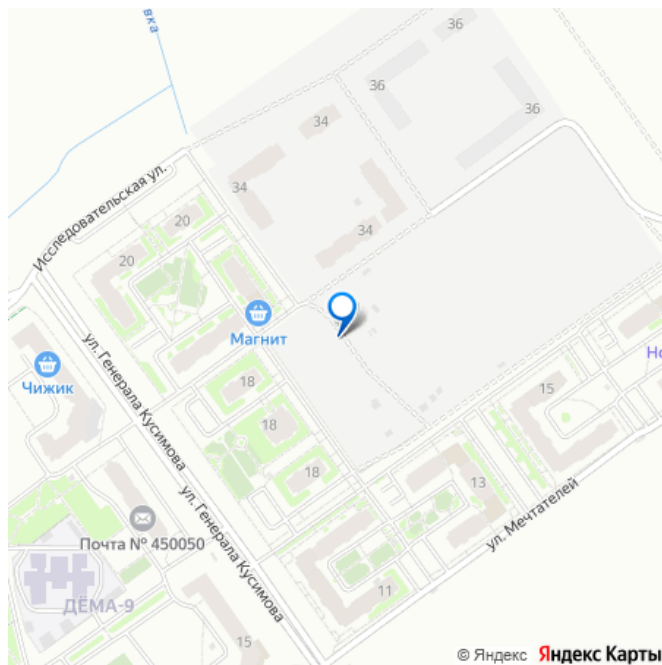 вка
36
36
36
34
34
34
Исследовательская ул.
20
20
Магнит
Чижик
ул. Генерала Кусимова
18
18
18
15
Но
13
ул. Мечтателей
ул. Генерала Кусимова
Почта № 450050
ДЁМА-9
11
15
© Яндекс Яндекс Карты